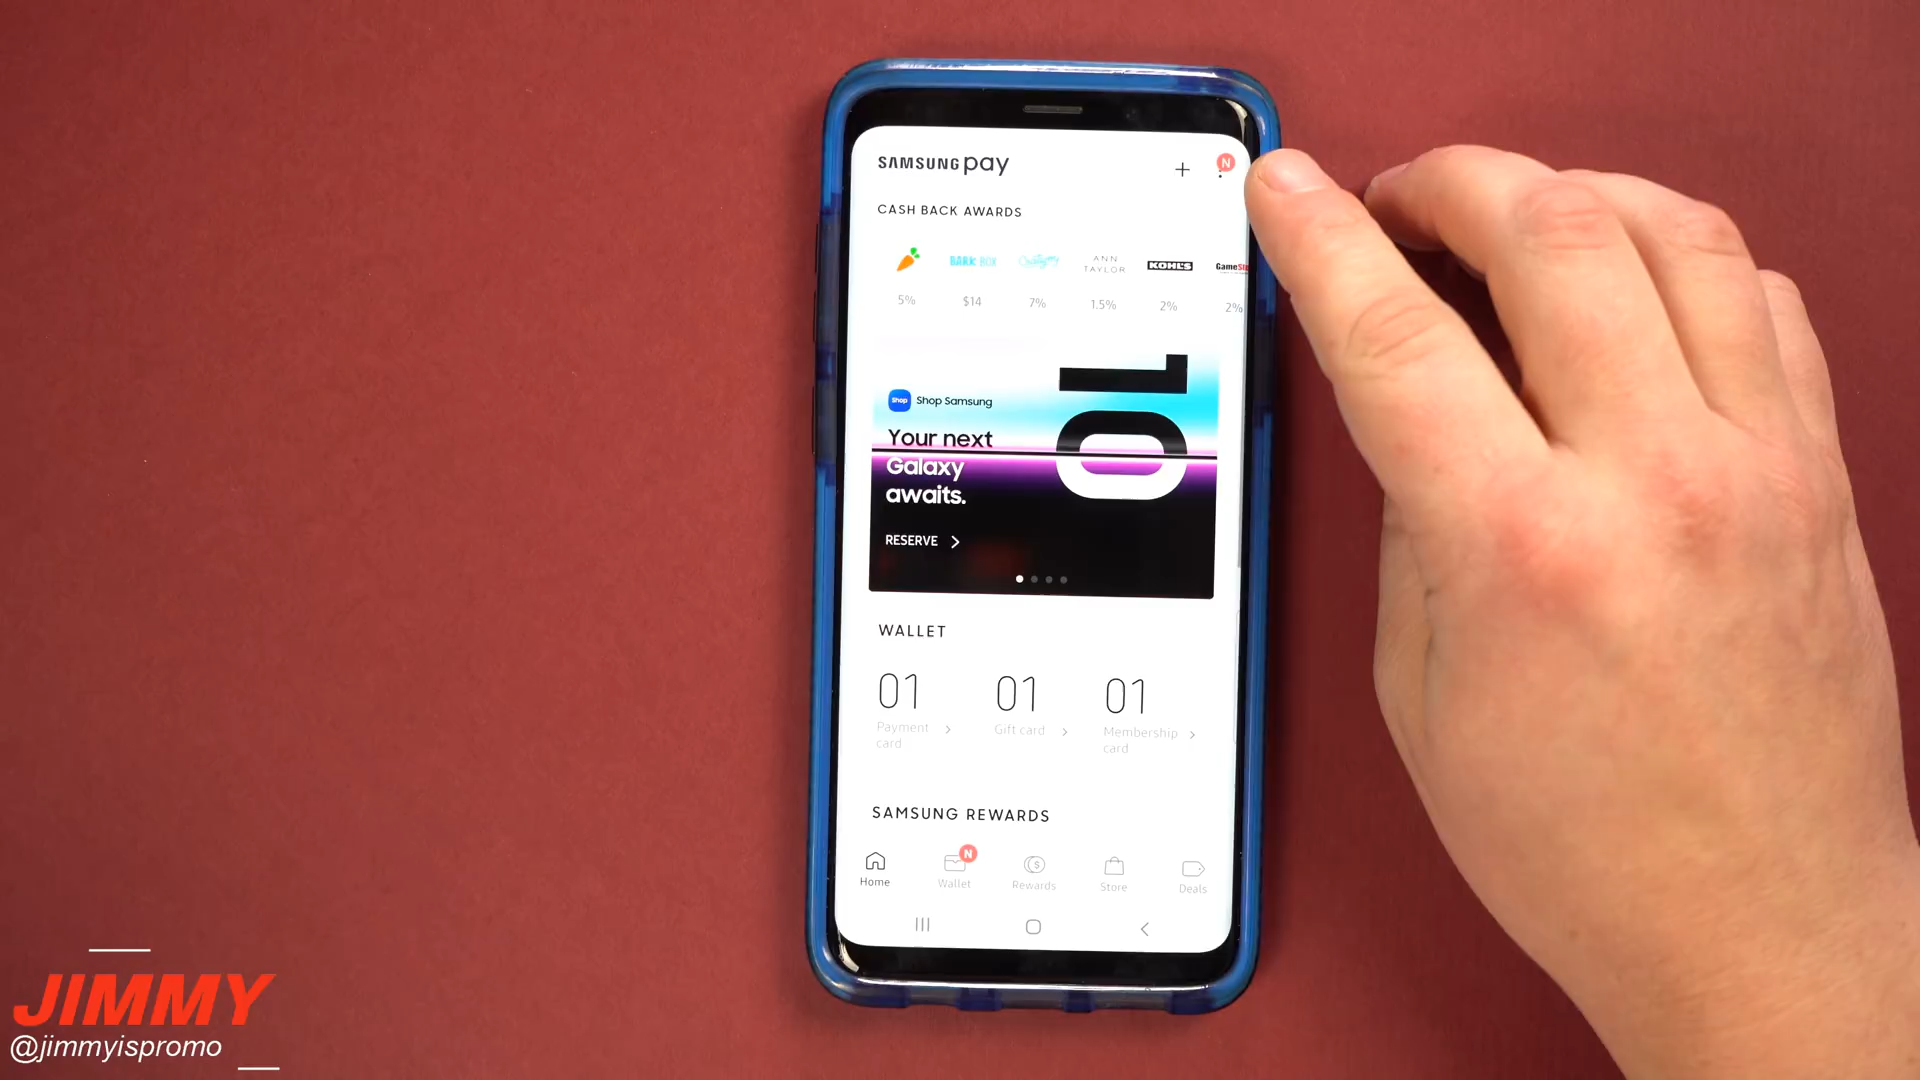 SAMSUNG pay
N
CASH BACK AWARDS
BARK BOX
ANN
TAYLOR
KOHL'S
5%
$14
7%
1.5%
2%
2%
10
Shop
Shop Samsung
Your next
Galaxy
awaits.
RESERVE
WALLET
01
01
01
Payment
card
Gift card
Membership
card
SAMSUNG REWARDS
N
Home
Wallet
Rewards
Store
Deals
JIMMY
@jimmyispromo